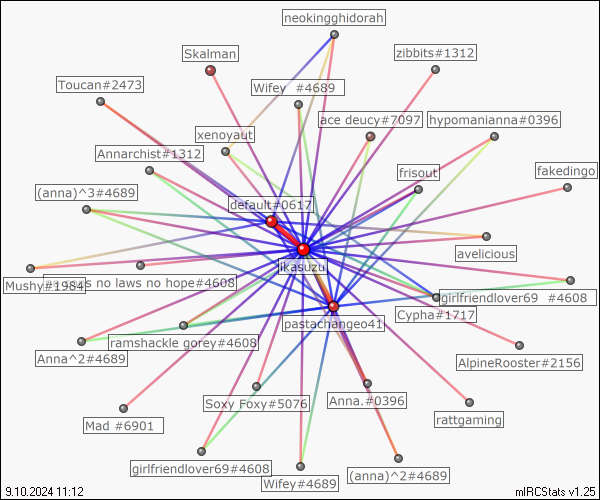 neokingghidorah
Skalman
zibbits#1312
Toucan#2473
Wifey #4689
ace deucy#7097
hypomanianna#0396
xenoyaut
Annarchist#1312
frisout
fakedingo
(anna)^3#4689
default#0617
avelicious
ikasuzu
Mushy#1984
no laws no hope#4608
girlfriendlover69 #4608
Cypha#1717
pastachangeo41
ramshackle gorey#4608
Anna^2#4689
AlpineRooster#2156
Soxy Foxy#5076
Anna.#0396
rattgaming
Mad #6901
girlfriendlover69#4608
(anna)^2#4689
Wifey#4689
9.10.2024 11:12
mIRCStats v1.25